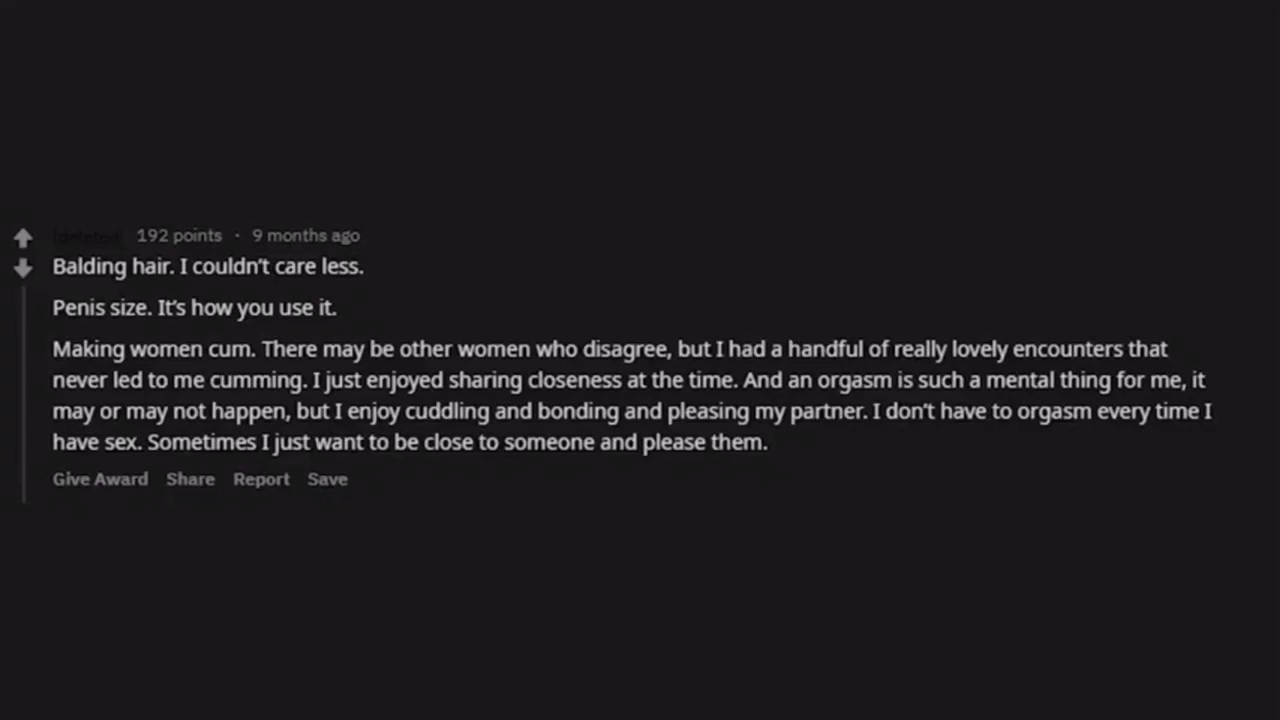 [deleted] 192 points · 9 months ago
Balding hair. I couldn't care less.
Penis size. It's how you use it.
Making women cum. There may be other women who disagree, but I had a handful of really lovely encounters that
never led to me cumming. I just enjoyed sharing closeness at the time. And an orgasm is such a mental thing for me, it
may or may not happen, but I enjoy cuddling and bonding and pleasing my partner. I don't have to orgasm every time I
have sex. Sometimes I just want to be close to someone and please them.
Give Award Share Report Save